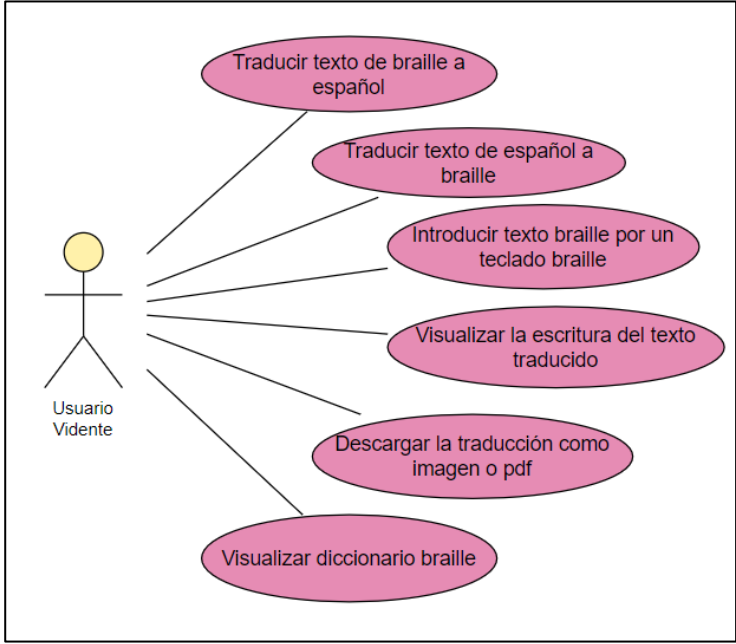 Traducir texto de braille a
español
Traducir texto de español a
braille
Introducir texto braille por un
teclado braille
Visualizar la escritura del texto
traducido
Usuario
Vidente
Descargar la traducción como
imagen o pdf
Visualizar diccionario braille